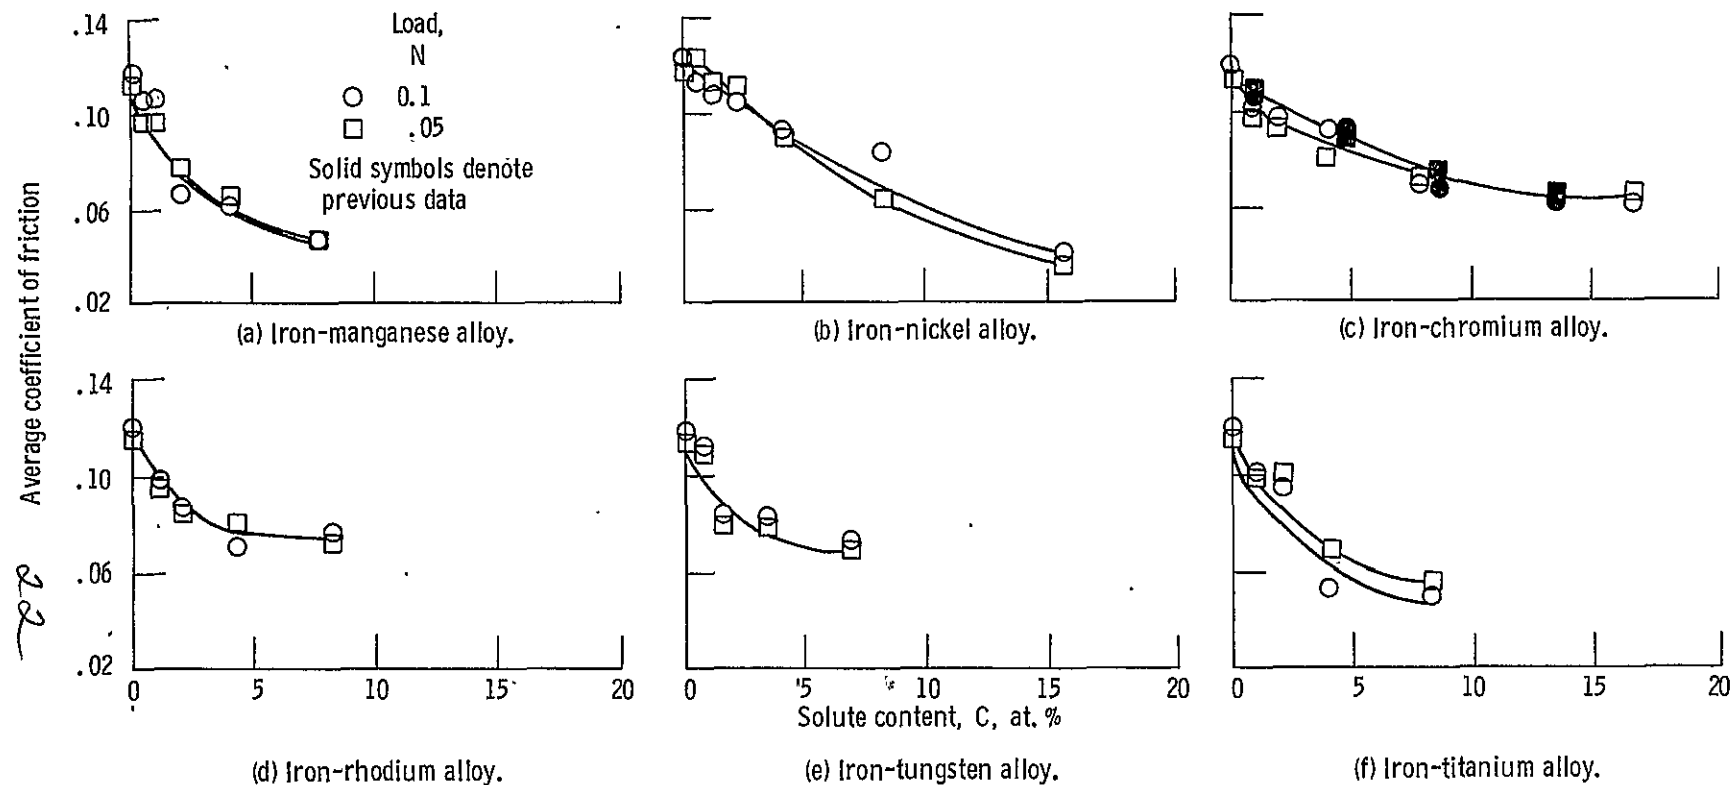 Average coefficient of friction
.14
.10
.06
.02
Load,
N
0.1
.05
Solid symbols denote
previous data
(a) Iron-manganese alloy.
(b) Iron-nickel alloy.
(c) Iron-chromium alloy.
.14
.10
.06
.02
0 5 10 15 20
0 5 10 15 20
0 5 10 15 20
Solute content, C, at. %
(d) Iron-rhodium alloy.
(e) Iron-tungsten alloy.
(f) Iron-titanium alloy.
22